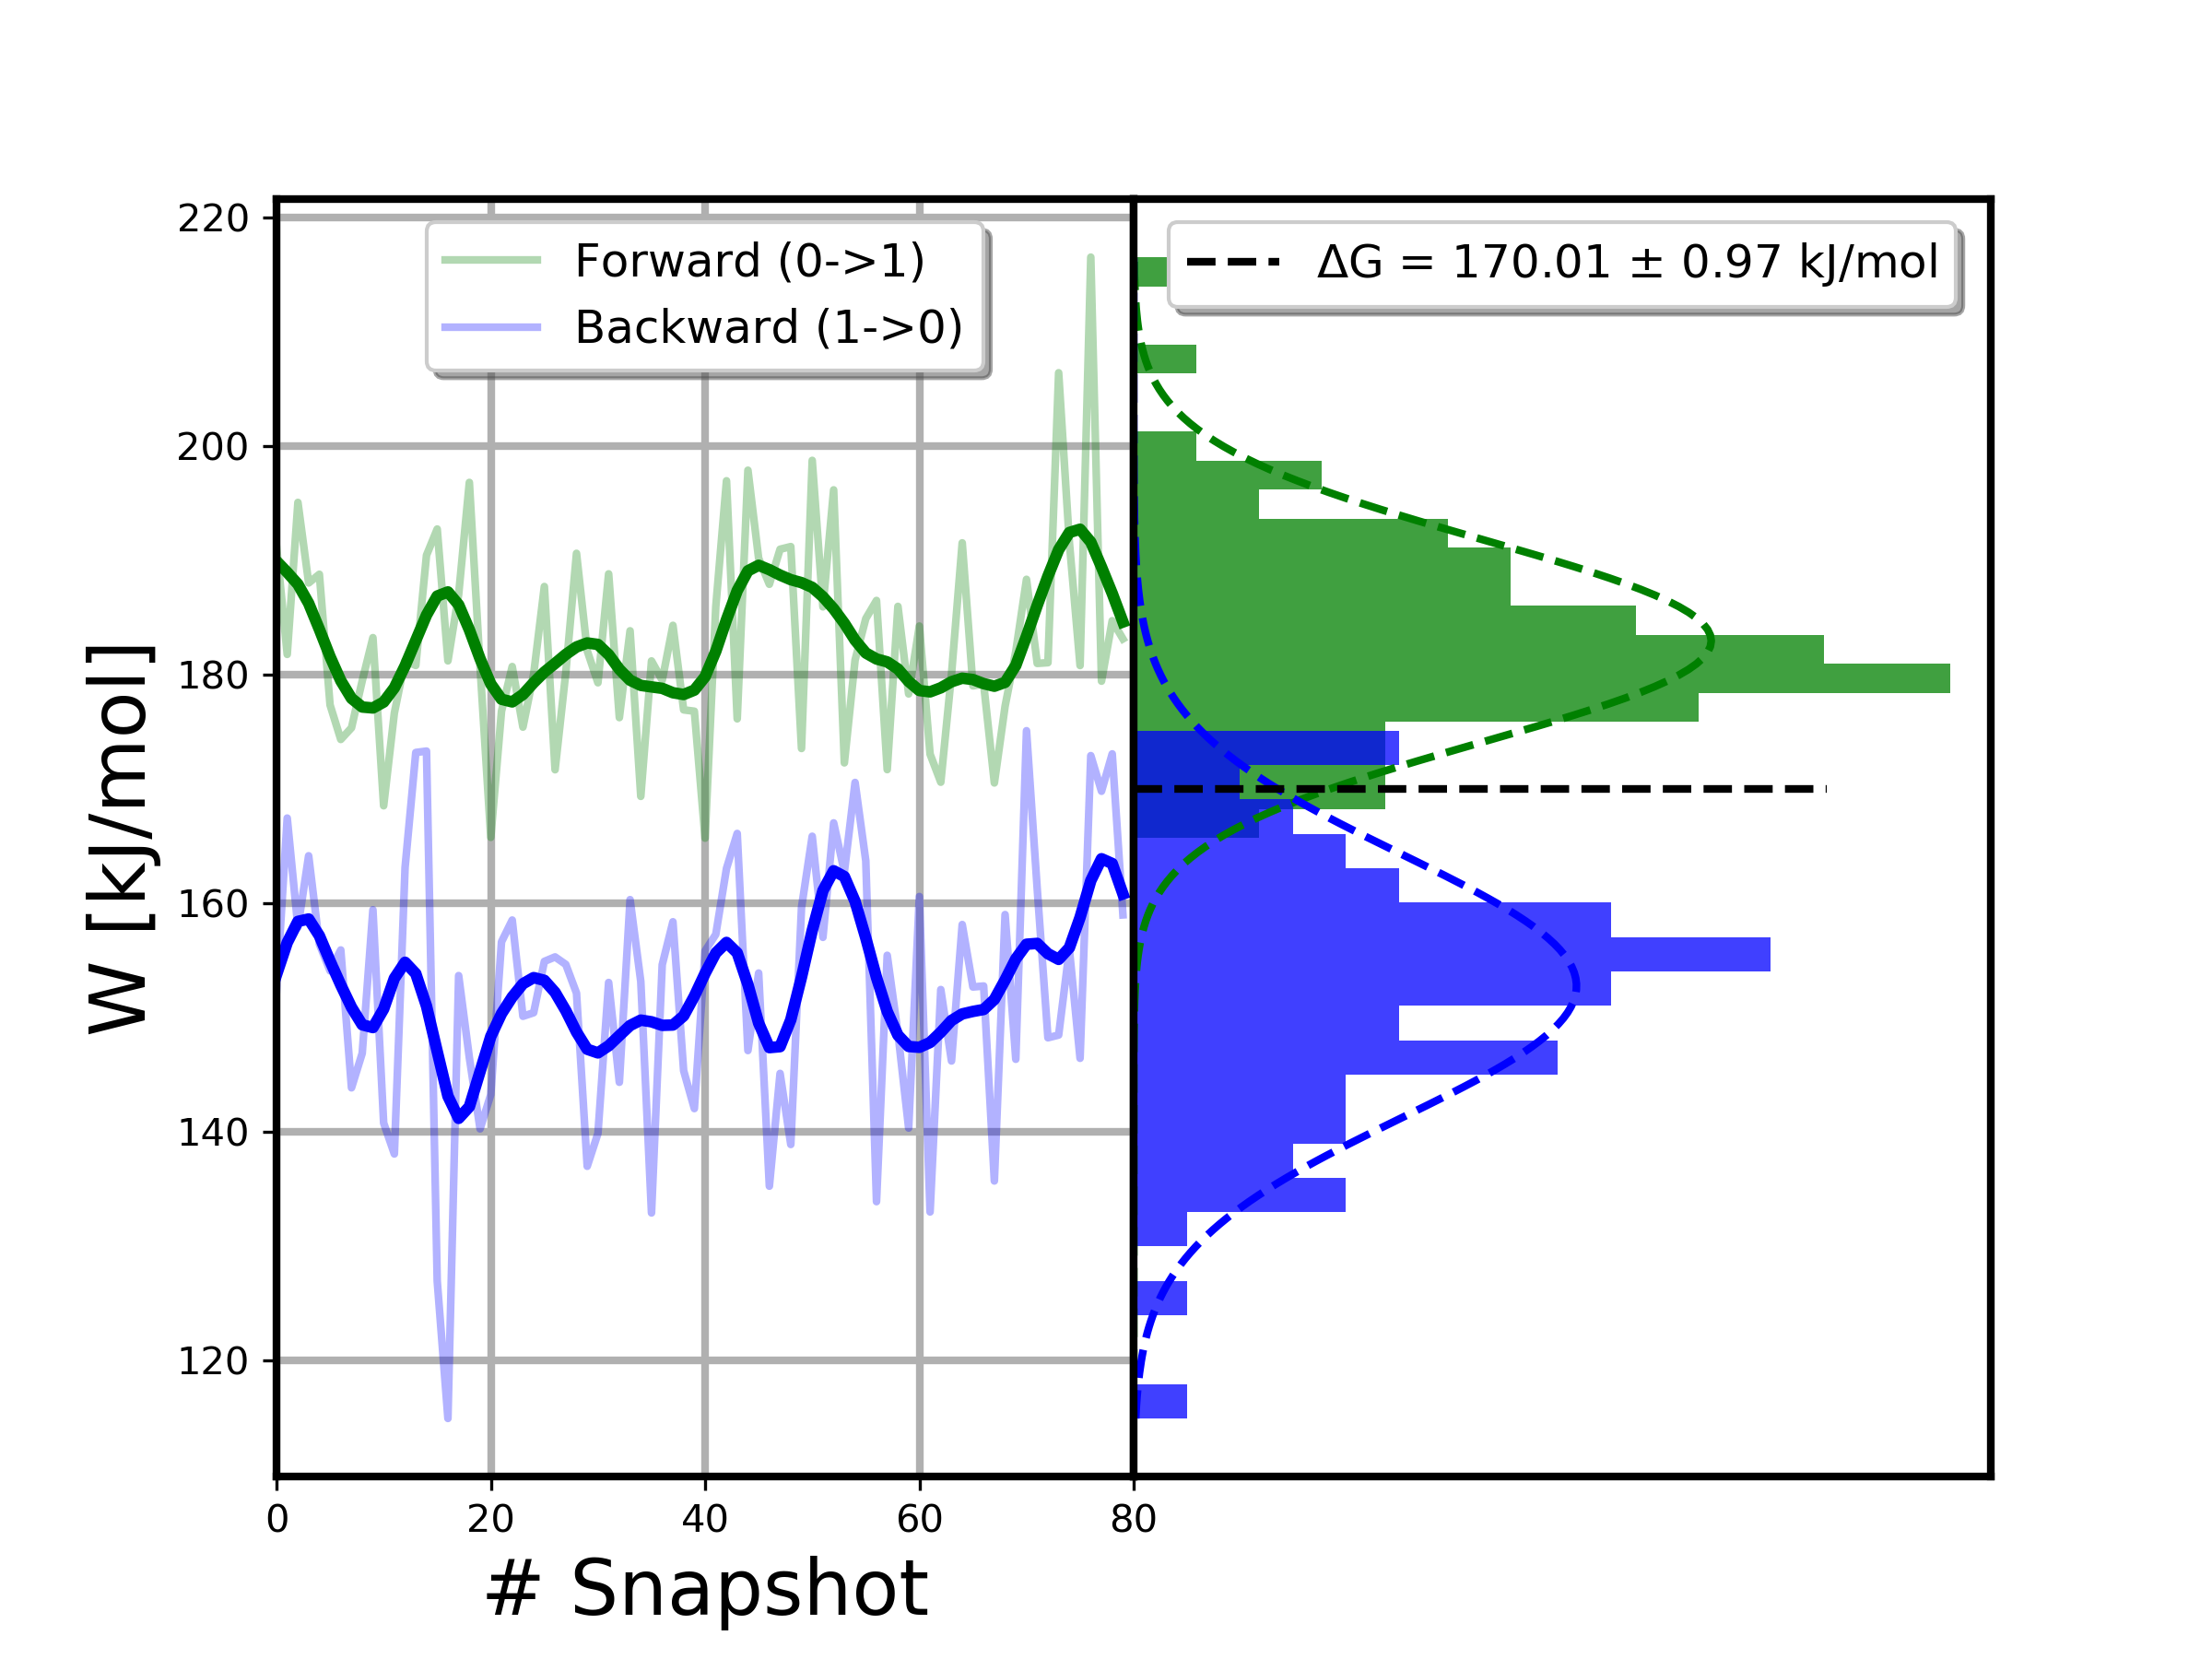 Forward (0->1)
Backward (1->0)
ΔG = 170.01 ± 0.97 kJ/mol
W [kJ/mol]
220
200
180
160
140
120
0 20 40 60 80
# Snapshot